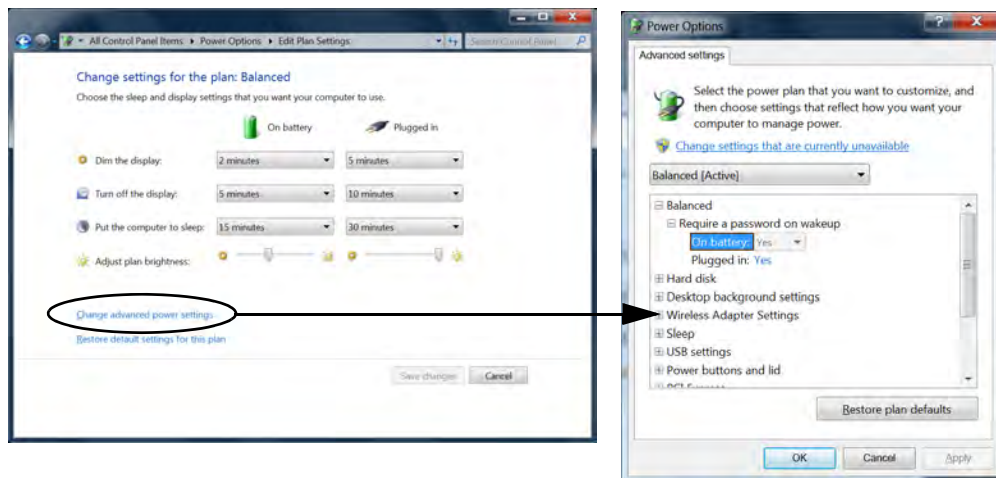 All Control Panel Items ▸ Power Options ▸ Edit Plan Settings
Search Control Panel
Change settings for the plan: Balanced
Choose the sleep and display settings that you want your computer to use.
On battery Plugged in
Dim the display: 2 minutes 5 minutes
Turn off the display: 5 minutes 10 minutes
Put the computer to sleep: 15 minutes 30 minutes
Adjust plan brightness:
Change advanced power settings
Restore default settings for this plan
Save changes Cancel
Power Options
Advanced settings
Select the power plan that you want to customize, and
then choose settings that reflect how you want your
computer to manage power.
Change settings that are currently unavailable
Balanced [Active]
Balanced
Require a password on wakeup
On battery: Yes
Plugged in: Yes
Hard disk
Desktop background settings
Wireless Adapter Settings
Sleep
USB settings
Power buttons and lid
Restore plan defaults
OK Cancel Apply